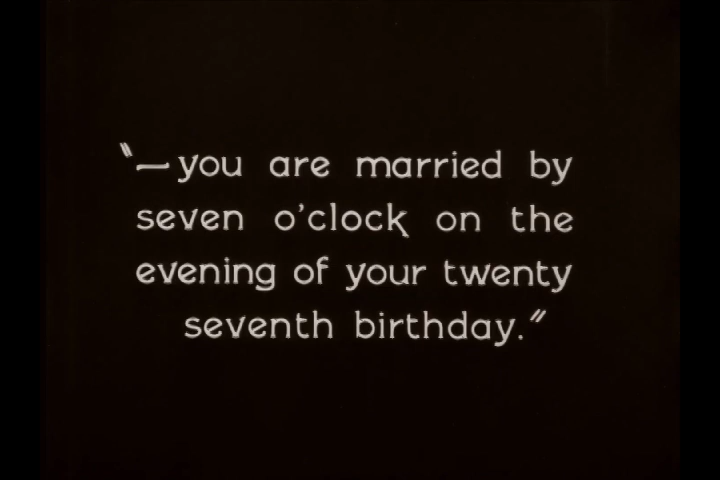 "—you are married by
seven o'clock on the
evening of your twenty
seventh birthday."